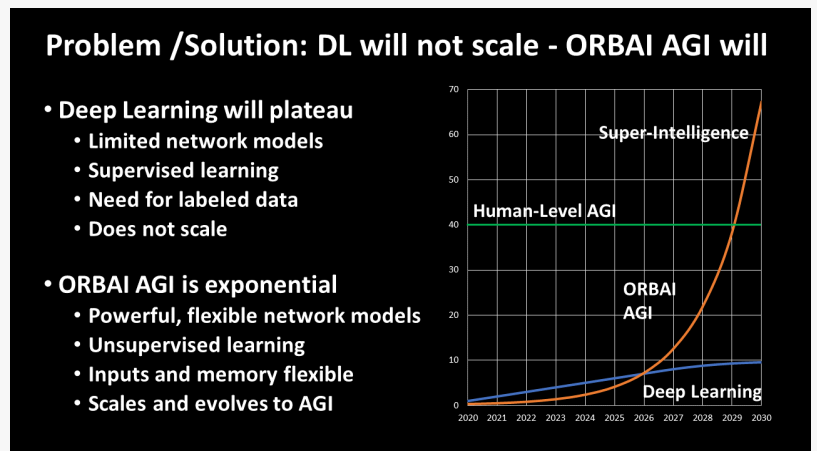 Problem /Solution: DL will not scale - ORBAI AGI will
• Deep Learning will plateau
• Limited network models
• Supervised learning
• Need for labeled data
• Does not scale
• ORBAI AGI is exponential
• Powerful, flexible network models
• Unsupervised learning
• Inputs and memory flexible
• Scales and evolves to AGI
70
60
50
40
30
20
10
0
Super-Intelligence
Human-Level AGI
ORBAI
AGI
Deep Learning
2020 2021 2022 2023 2024 2025 2026 2027 2028 2029 2030